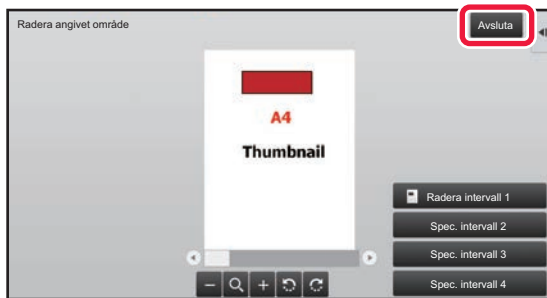 Radera angivet område
Avsluta
A4
Thumbnail
Radera intervall 1
Spec. intervall 2
Spec. intervall 3
Spec. intervall 4